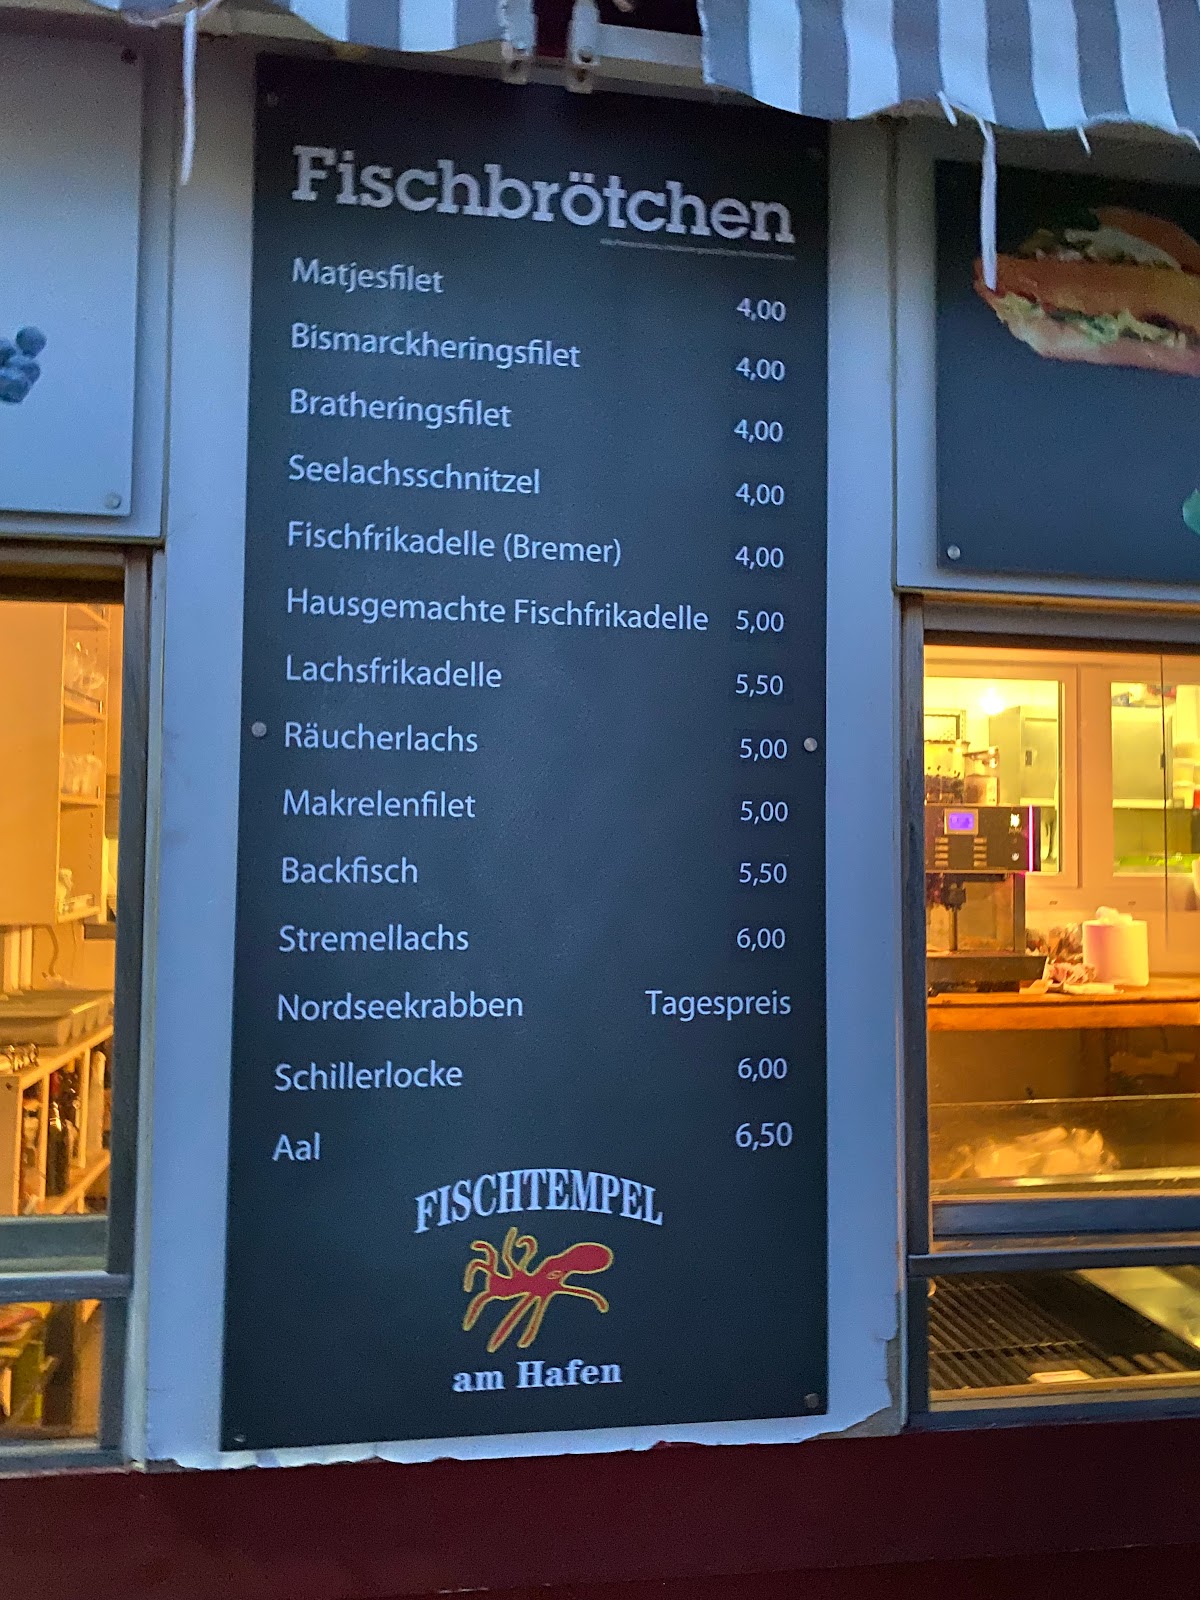 Fischbrötchen
Matjesfilet 4,00
Bismarckheringsfilet 4,00
Bratheringsfilet 4,00
Seelachsschnitzel 4,00
Fischfrikadelle (Bremer) 4,00
Hausgemachte Fischfrikadelle 5,00
Lachsfrikadelle 5,50
Räucherlachs 5,00
Makrelenfilet 5,00
Backfisch 5,50
Stremellachs 6,00
Nordseekrabben Tagespreis
Schillerlocke 6,00
Aal 6,50
FISCHTEMPEL
am Hafen